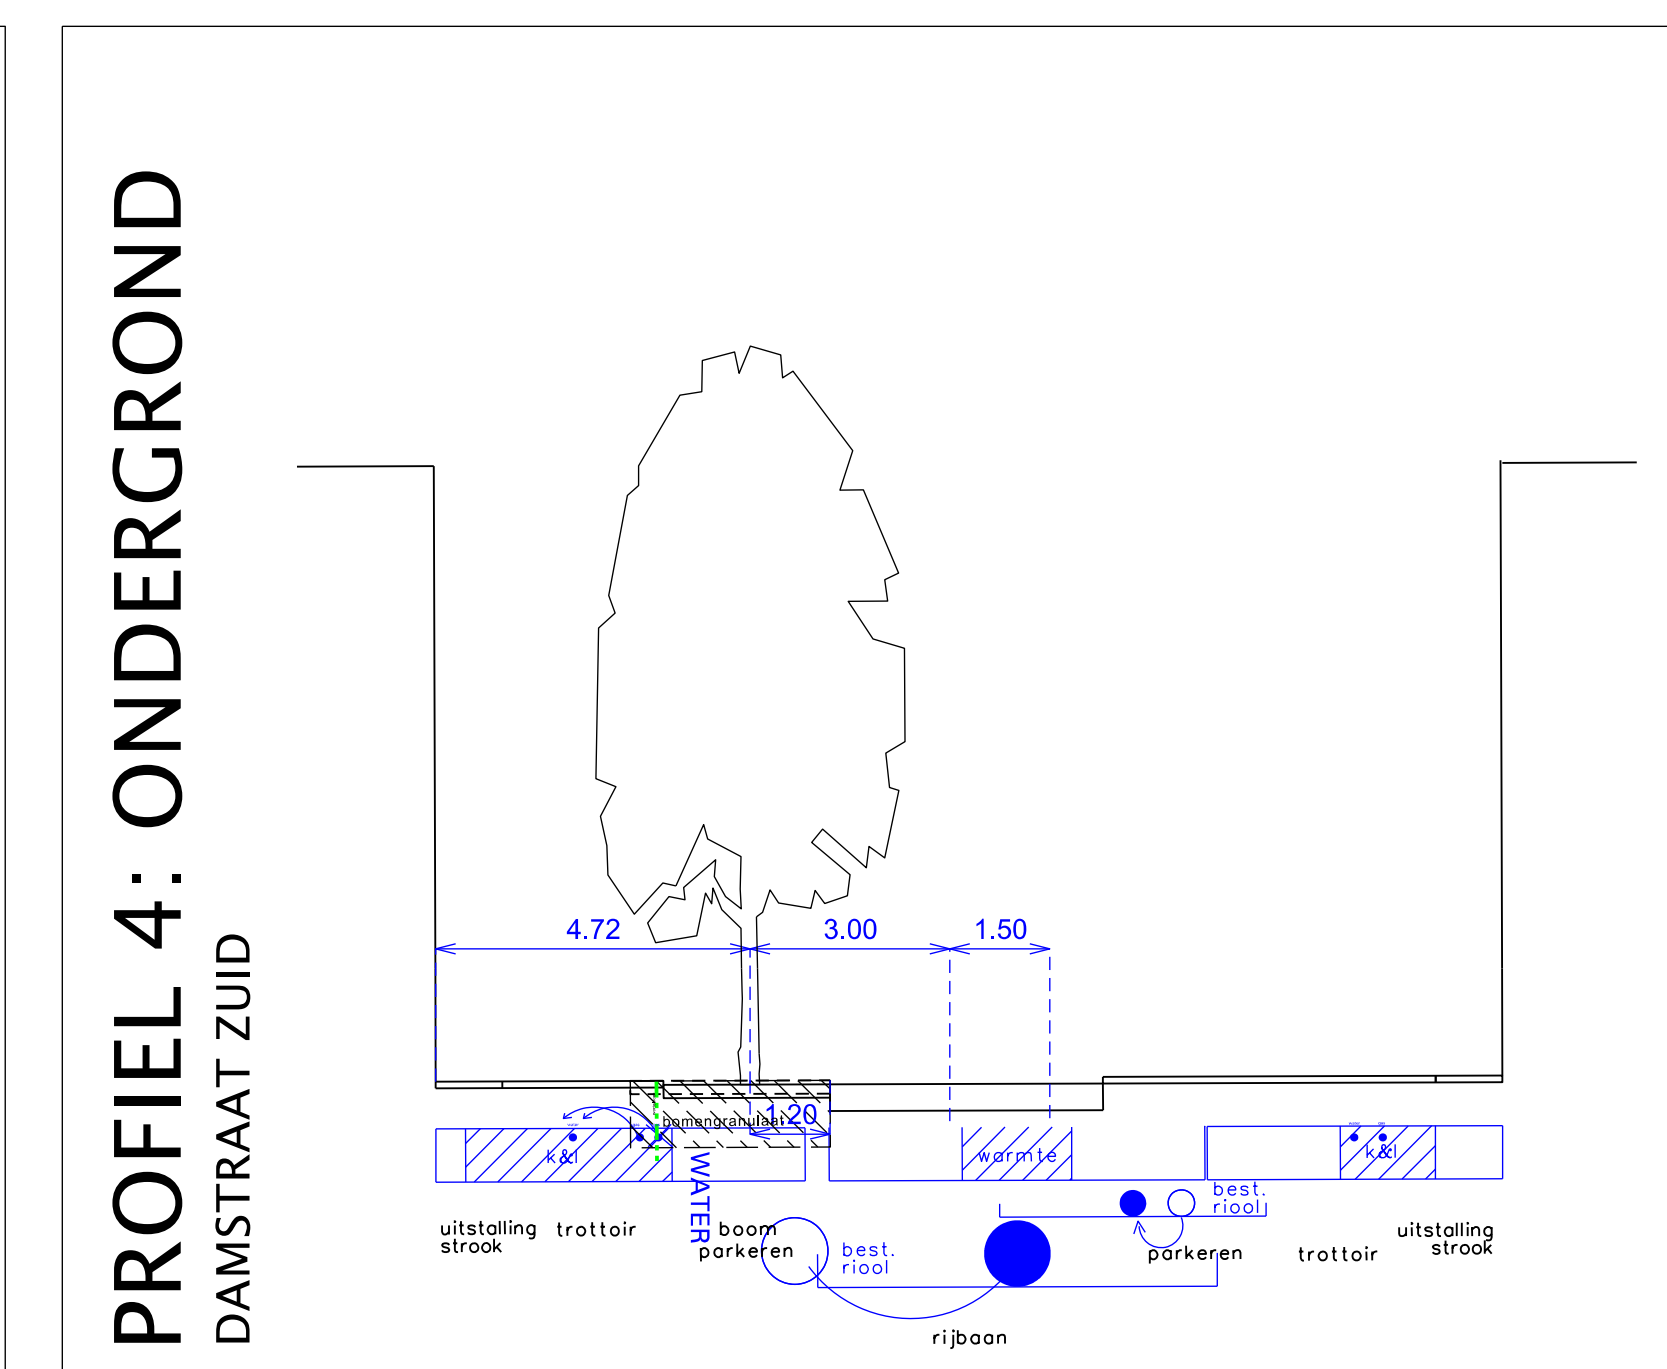 PROFIEL 4: ONDERGROND
DAMSTRAAT ZUID
4.72
3.00
1.50
bomengranulaat
1.20
k&l
WATER
warmte
k&l
best.
riool
uitstalling
strook
trottoir
boom
parkeren
best.
riool
parkeren
trottoir
uitstalling
strook
rijbaan